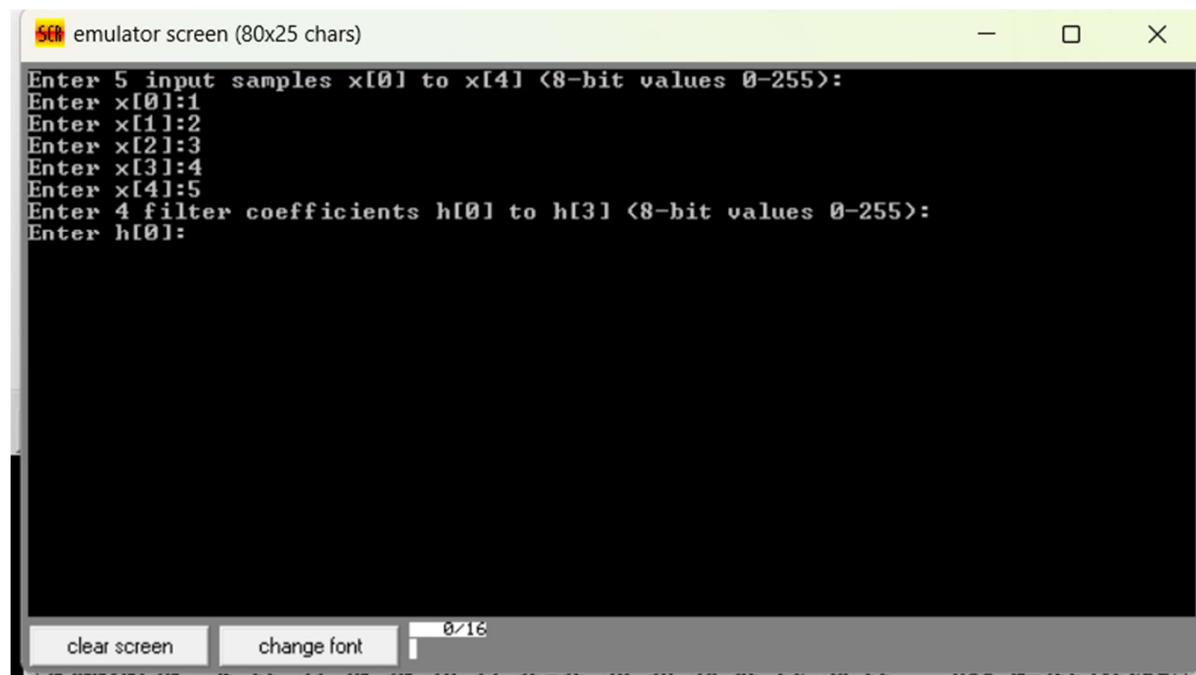 SCR emulator screen (80x25 chars)
Enter 5 input samples x[0] to x[4] (8-bit values 0-255):
Enter x[0]:1
Enter x[1]:2
Enter x[2]:3
Enter x[3]:4
Enter x[4]:5
Enter 4 filter coefficients h[0] to h[3] (8-bit values 0-255):
Enter h[0]:
clear screen change font 0/16